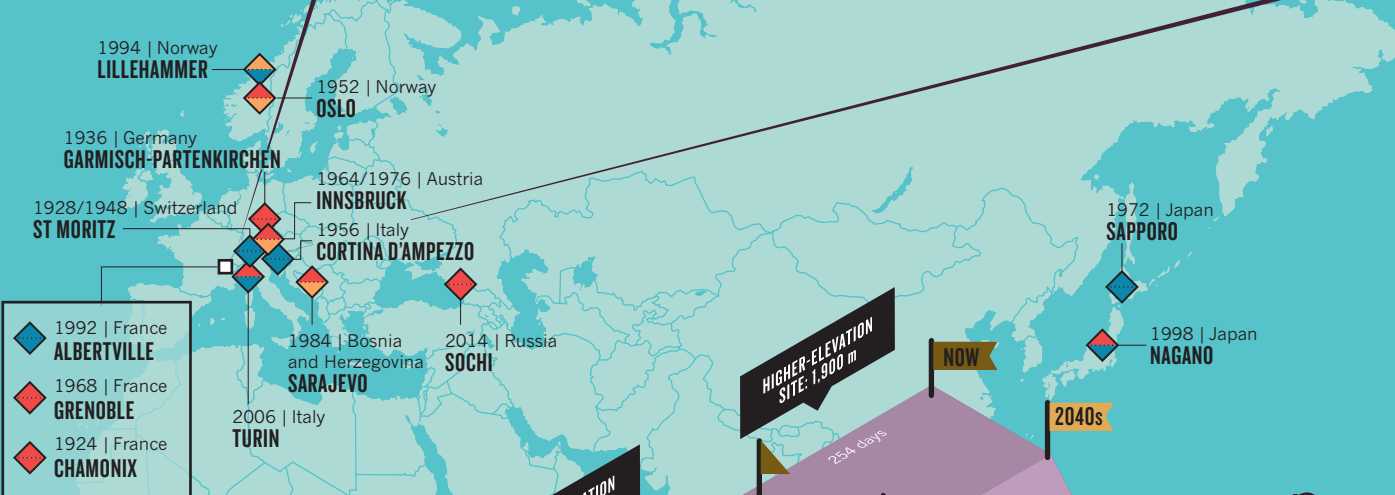 1994 | Norway
LILLEHAMMER
1952 | Norway
OSLO
1936 | Germany
GARMISCH-PARTENKIRCHEN
1964/1976 | Austria
INNSBRUCK
1928/1948 | Switzerland
ST MORITZ
1956 | Italy
CORTINA D'AMPEZZO
1972 | Japan
SAPPORO
1992 | France
ALBERTVILLE
1968 | France
GRENOBLE
1924 | France
CHAMONIX
1984 | Bosnia
and Herzegovina
SARAJEVO
2014 | Russia
SOCHI
2006 | Italy
TURIN
1998 | Japan
NAGANO
HIGHER-ELEVATION
SITE: 1,900 m
NOW
2040s
254 days